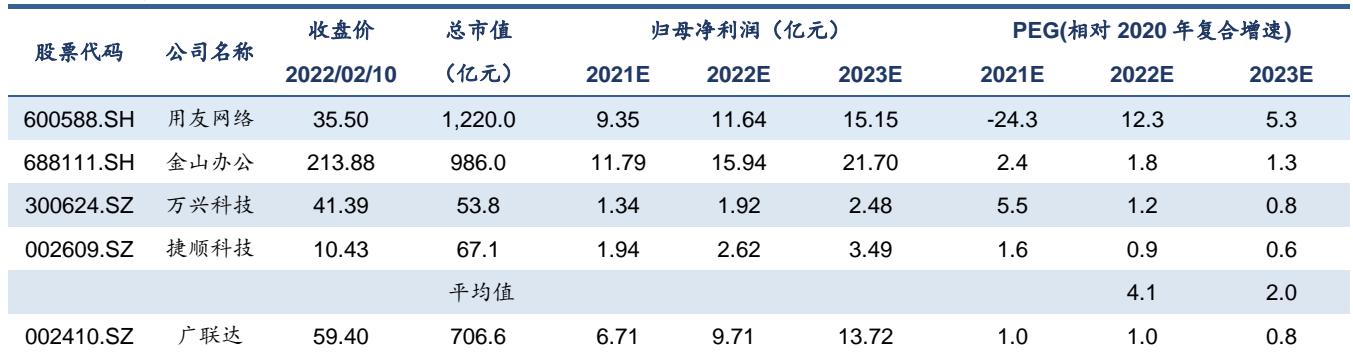 股票代码 公司名称 收盘价 总市值 归母净利润（亿元） PEG(相对 2020 年复合增速)
2022/02/10 （亿元） 2021E 2022E 2023E 2021E 2022E 2023E
600588.SH 用友网络 35.50 1,220.0 9.35 11.64 15.15 -24.3 12.3 5.3
688111.SH 金山办公 213.88 986.0 11.79 15.94 21.70 2.4 1.8 1.3
300624.SZ 万兴科技 41.39 53.8 1.34 1.92 2.48 5.5 1.2 0.8
002609.SZ 捷顺科技 10.43 67.1 1.94 2.62 3.49 1.6 0.9 0.6
平均值 4.1 2.0
002410.SZ 广联达 59.40 706.6 6.71 9.71 13.72 1.0 1.0 0.8